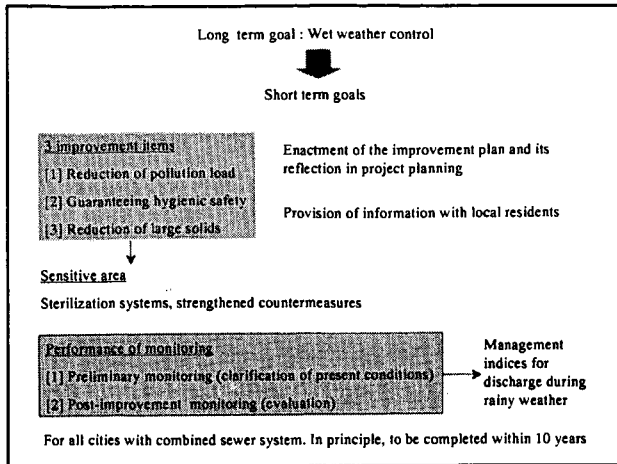 Long term goal : Wet weather control
Short term goals
3 improvement items
[1] Reduction of pollution load
[2] Guaranteeing hygienic safety
[3] Reduction of large solids
Enactment of the improvement plan and its
reflection in project planning
Provision of information with local residents
Sensitive area
Sterilization systems, strengthened countermeasures
Performance of monitoring
[1] Preliminary monitoring (clarification of present conditions)
[2] Post-improvement monitoring (evaluation)
Management
indices for
discharge during
rainy weather
For all cities with combined sewer system. In principle, to be completed within 10 years